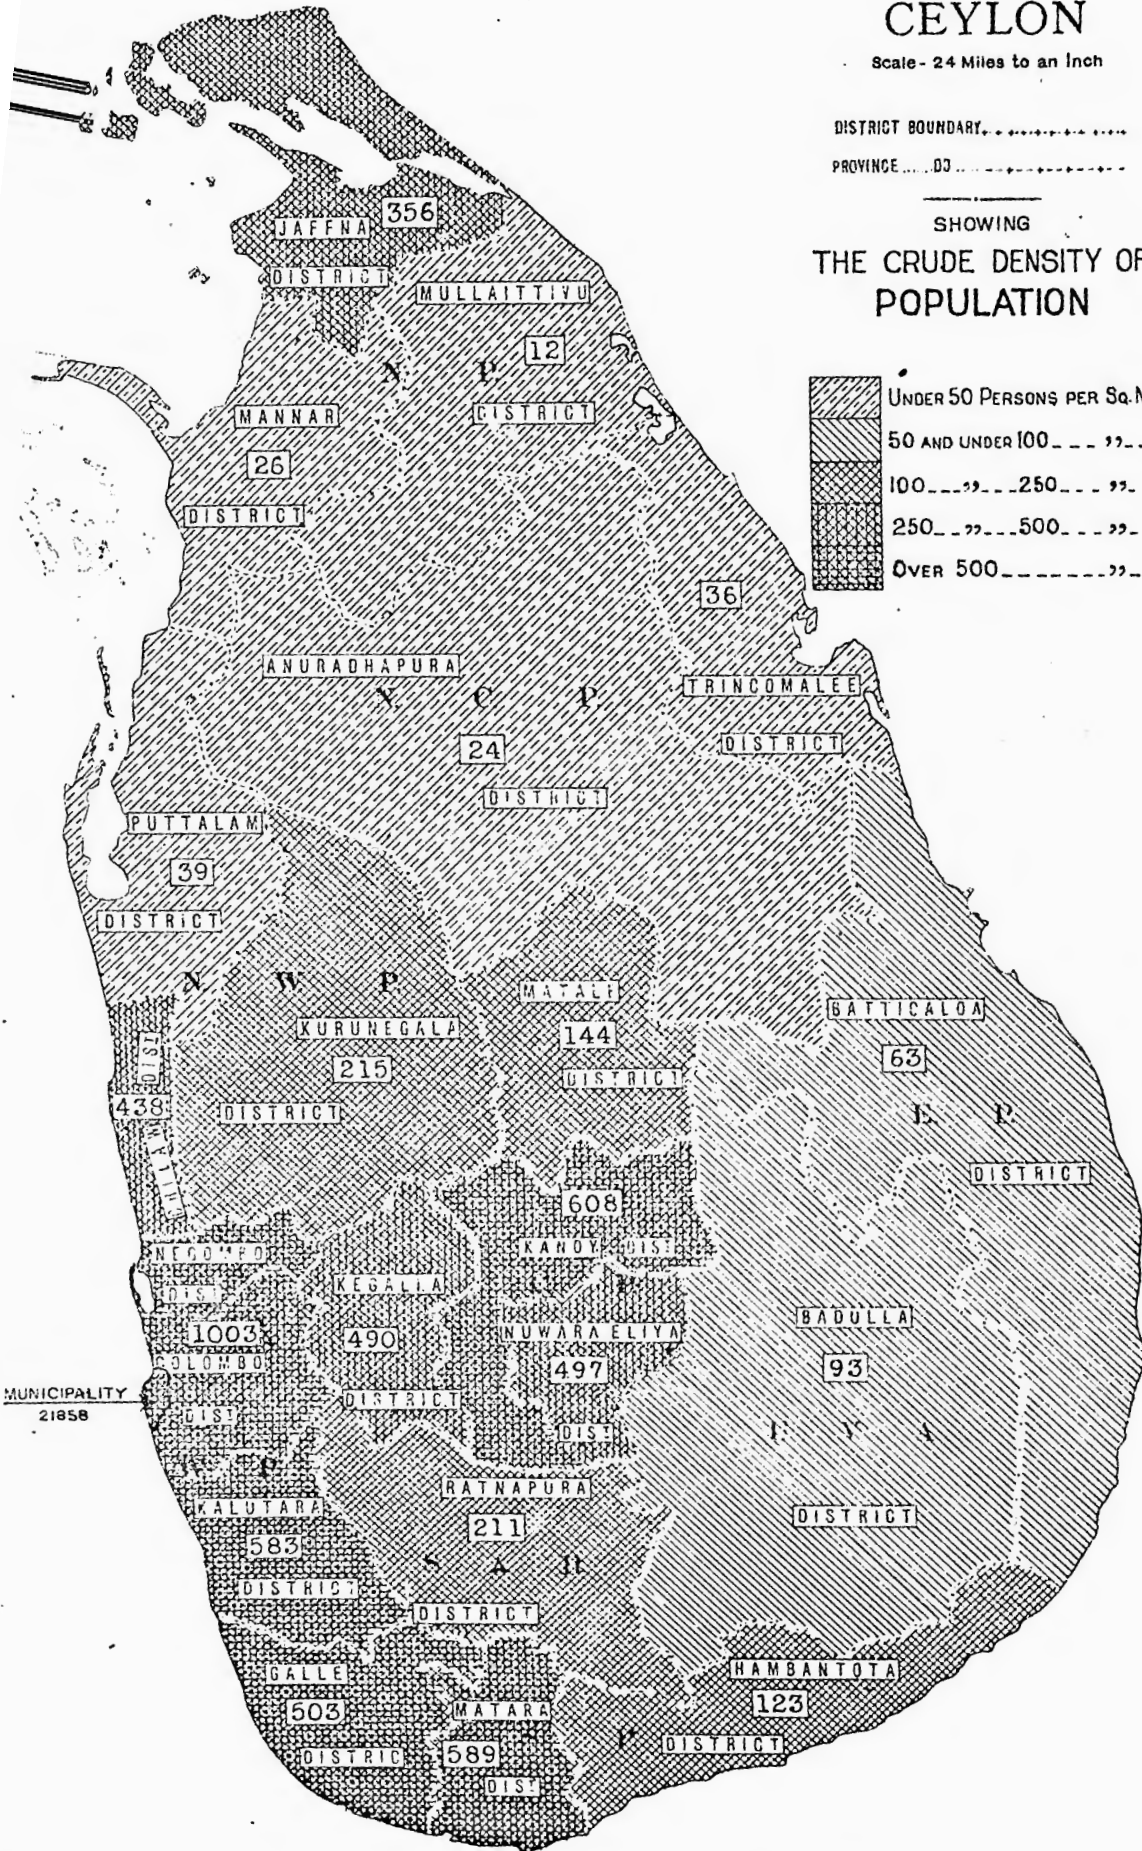 CEYLON
Scale - 24 Miles to an Inch
DISTRICT BOUNDARY
PROVINCE DO
SHOWING
THE CRUDE DENSITY OF
POPULATION
UNDER 50 PERSONS PER SQ.
50 AND UNDER 100 „
100 „ 250 „
250 „ 500 „
OVER 500 „
JAFFNA 356
DISTRICT
MULLAITTIVU
12
N. P.
DISTRICT
MANNAR
26
DISTRICT
36
TRINCOMALEE
DISTRICT
ANURADHAPURA
N. C. P.
24
DISTRICT
PUTTALAM
39
DISTRICT
N W P.
KURUNEGALA
215
DISTRICT
MATALE
144
DISTRICT
BATTICALOA
63
E. P.
DISTRICT
DIST
438
608
KANDY DIST
NEGOMBO
DIST
1003
COLOMBO
DIST
MUNICIPALITY
21858
KEGALLA
490
DISTRICT
NUWARA ELIYA
497
DIST
BADULLA
93
U V A
DISTRICT
P.
KALUTARA
583
DISTRICT
RATNAPURA
211
S A B
DISTRICT
GALLE
503
DISTRIC
MATARA
589
DIST
P.
HAMBANTOTA
123
DISTRICT